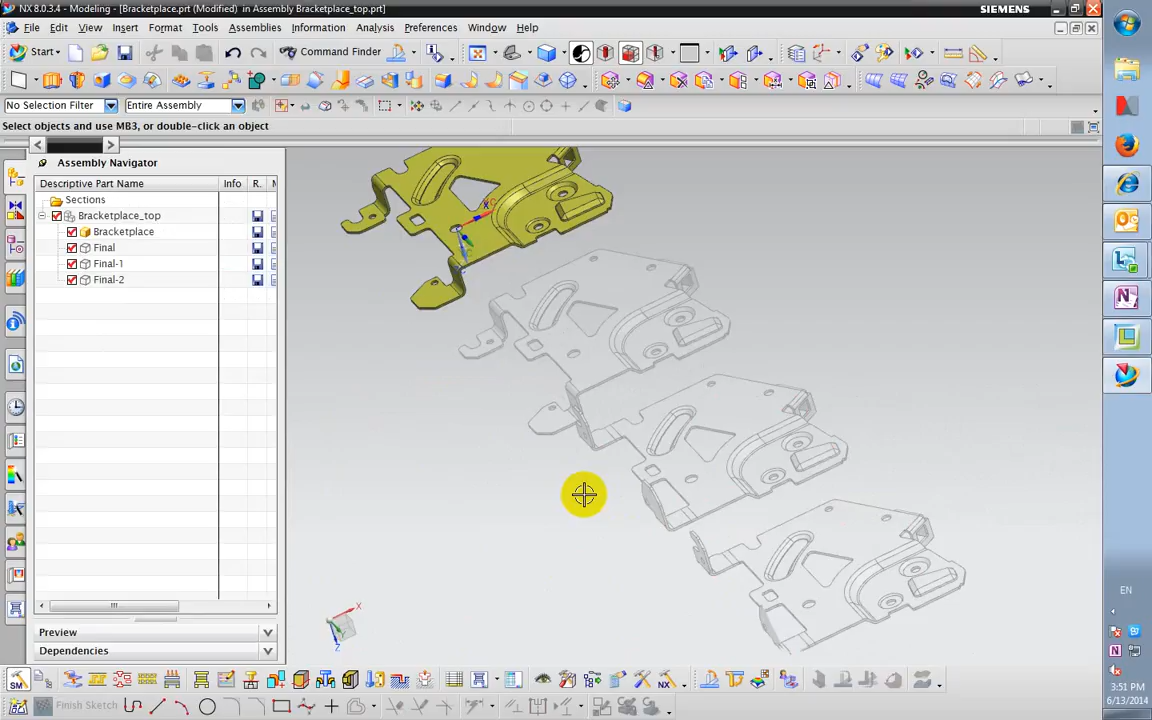 NX 8.0.3.4 - Modeling - [Bracketplace.prt (Modified) in Assembly Bracketplace_top.prt]
SIEMENS
File Edit View Insert Format Tools Assemblies Information Analysis Preferences Window Help
Start
Command Finder
No Selection Filter
Entire Assembly
Select objects and use MB3, or double-click an object
Assembly Navigator
Descriptive Part Name Info R.. M
Sections
Bracketplace_top
Bracketplace
Final
Final-1
Final-2
Preview
Dependencies
X
Y
Z
EN
Finish Sketch
3:51 PM
6/13/2014